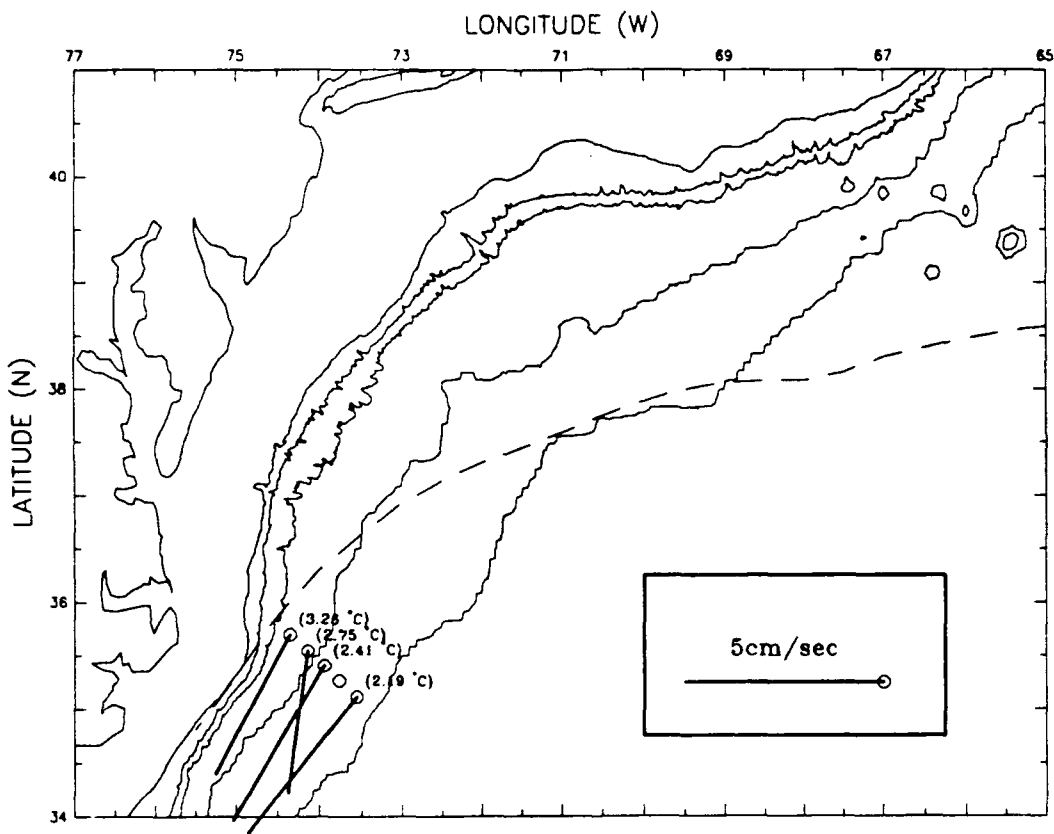 LONGITUDE (W)
77 75 73 71 69 67 65
40
38
36
34
LATITUDE (N)
(3.26 °C)
(2.75 °C)
(2.41 °C)
(2.19 °C)
5cm/sec